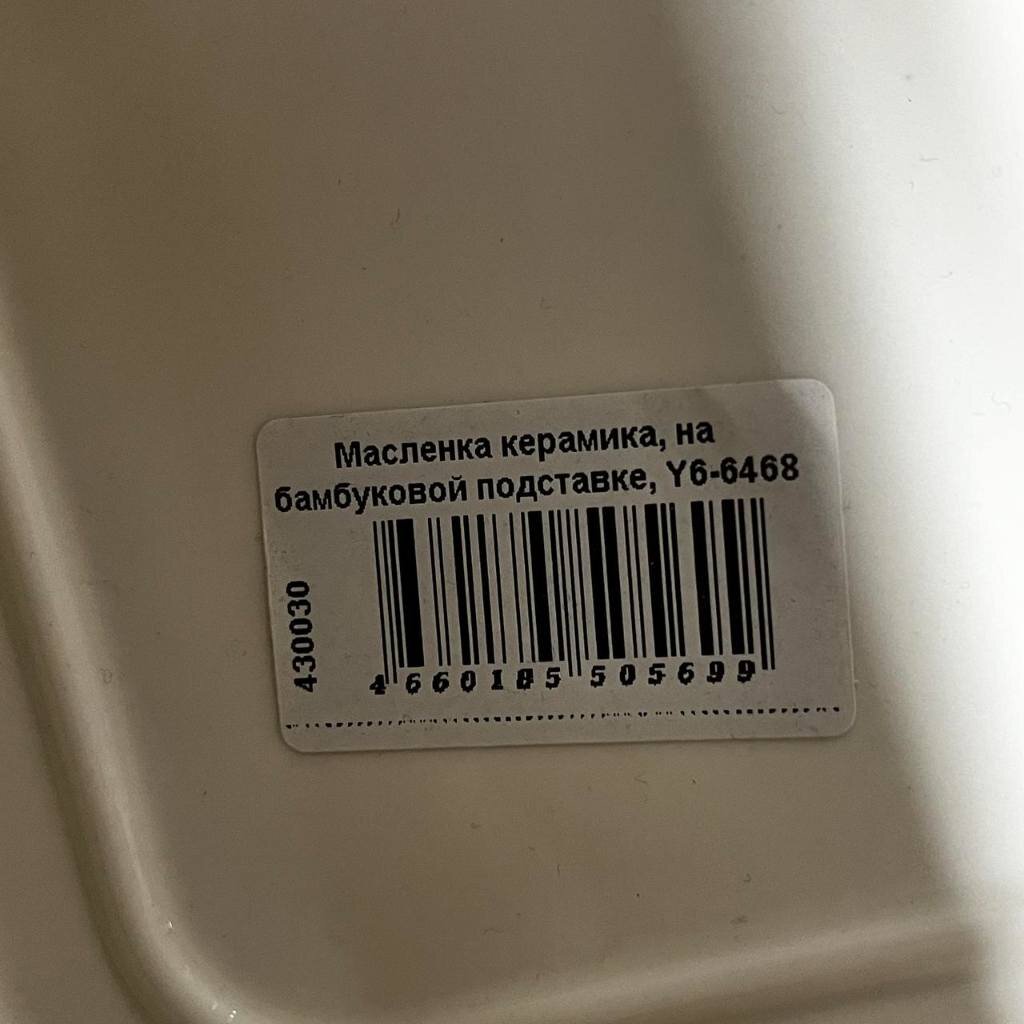 Масленка керамика, на
бамбуковой подставке, Y6-6468
430030
4 660185 505699